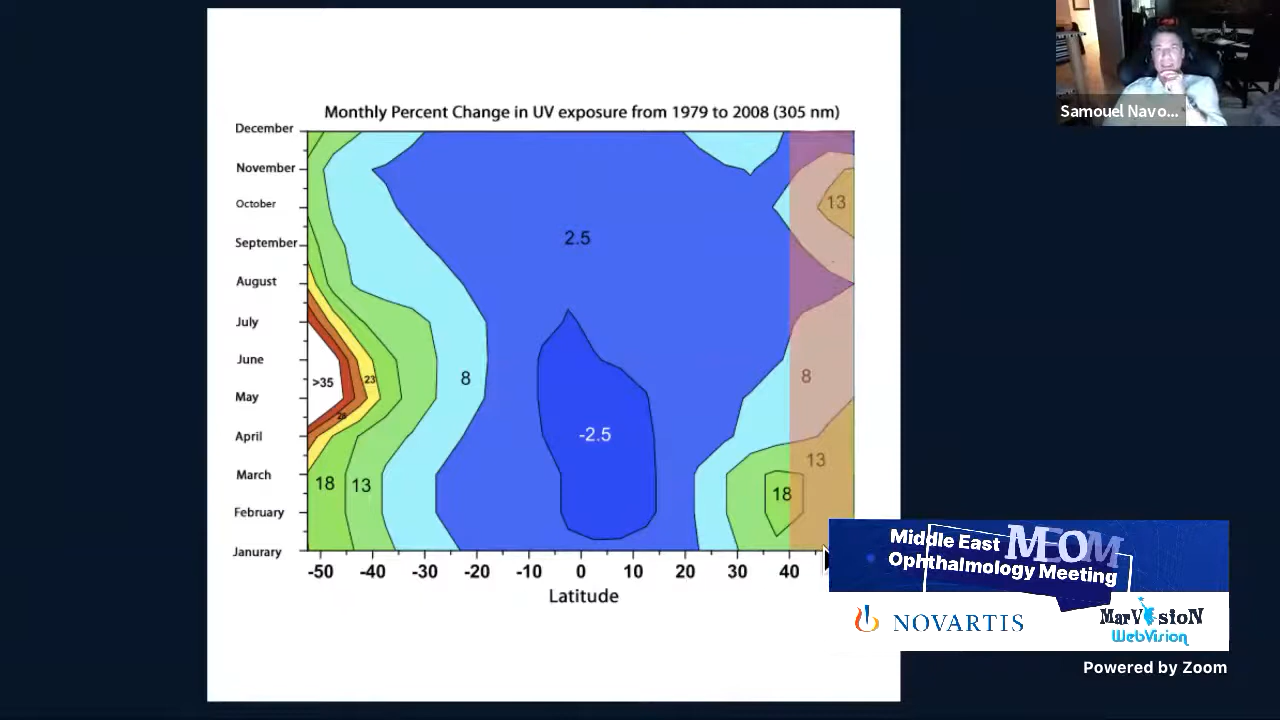 Monthly Percent Change in UV exposure from 1979 to 2008 (305 nm)
Samouel Navo...
December
November
October
September
August
July
June
May
April
March
February
Janurary
2.5
13
8
>35
23
28
8
-2.5
18
13
13
18
-50
-40
-30
-20
-10
0
10
20
30
40
Latitude
Middle East
Ophthalmology Meeting
MEOM
NOVARTIS
MarVision
WebVision
Powered by Zoom